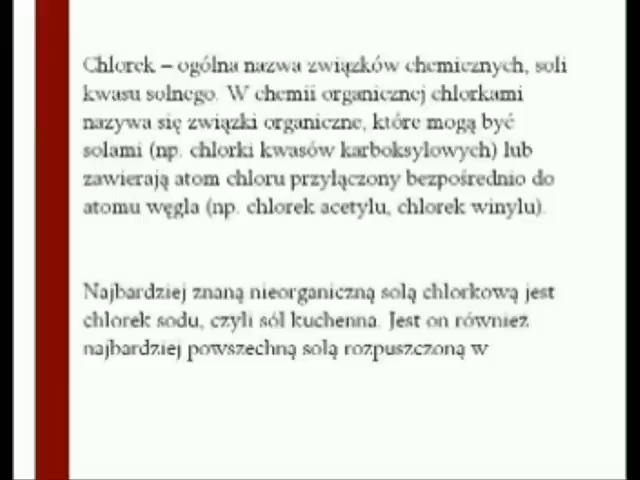 Chlorek – ogólna nazwa związków chemicznych, soli
kwasu solnego. W chemii organicznej chlorkami
nazywa się związki organiczne, które mogą być
solami (np. chlorki kwasów karboksylowych) lub
zawierają atom chloru przyłączony bezpośrednio do
atomu węgla (np. chlorek acetylu, chlorek winylu).
Najbardziej znaną nieorganiczną solą chlorkową jest
chlorek sodu, czyli sól kuchenna. Jest on również
najbardziej powszechną solą rozpuszczoną w